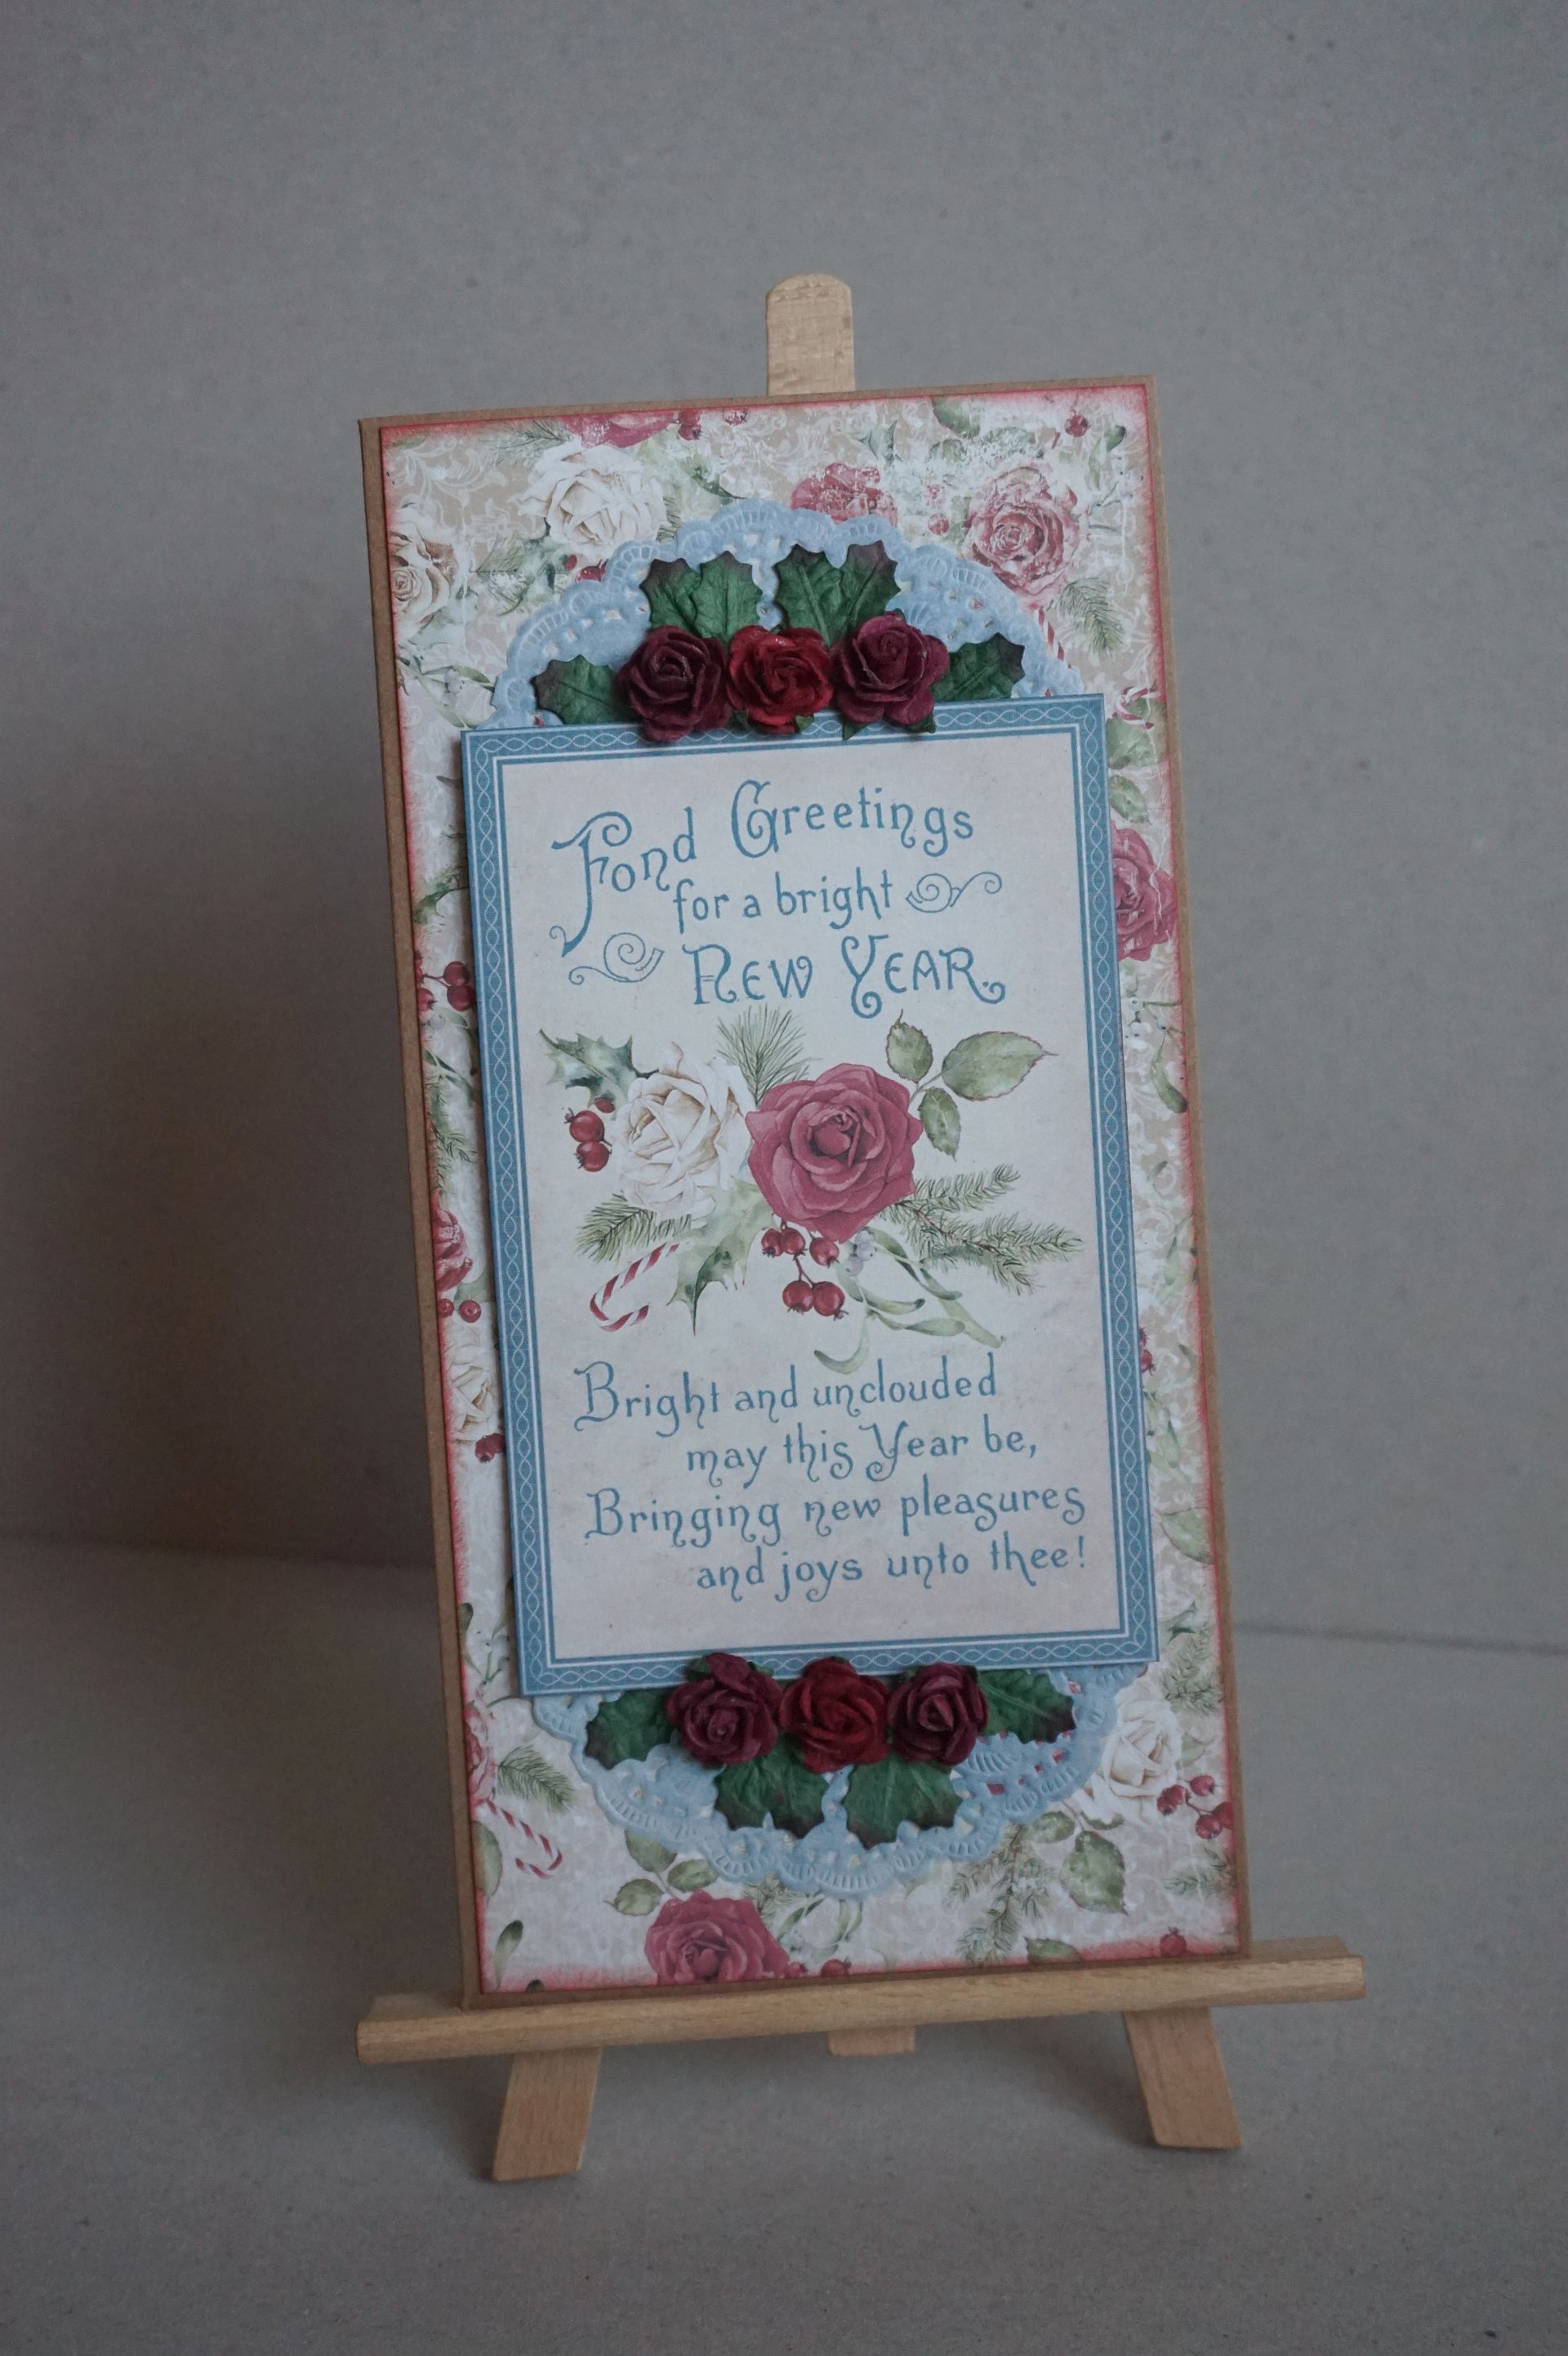 Fond Greetings
for a bright
NEW YEAR.
Bright and unclouded
may this Year be,
Bringing new pleasures
and joys unto thee!